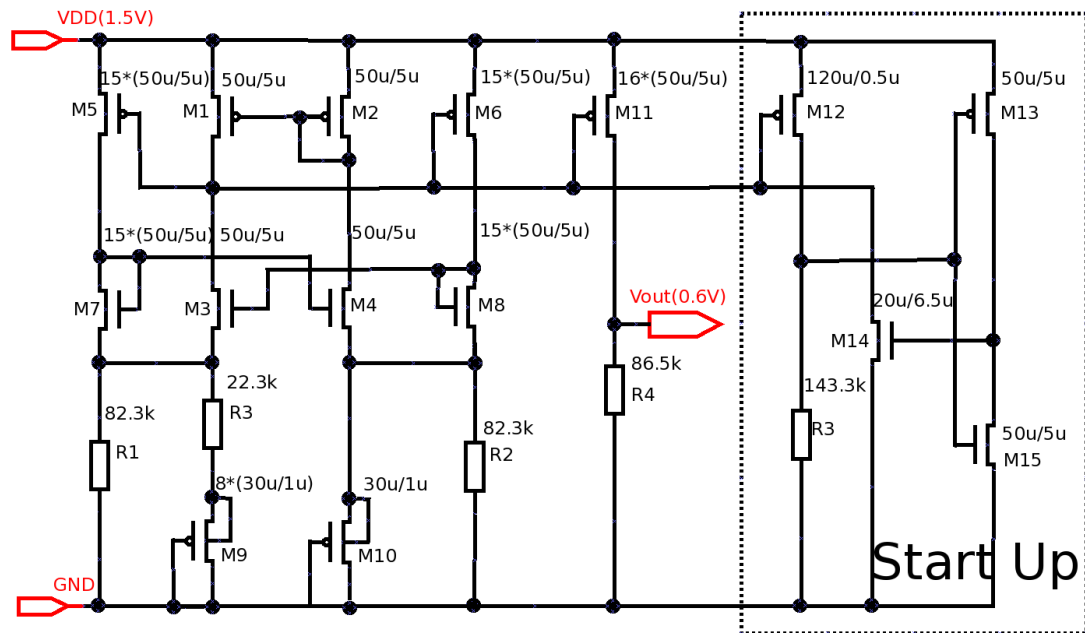 VDD(1.5V)
15*(50u/5u)
50u/5u
50u/5u
15*(50u/5u)
16*(50u/5u)
120u/0.5u
50u/5u
M5
M1
M2
M6
M11
M12
M13
15*(50u/5u)
50u/5u
50u/5u
15*(50u/5u)
M7
M3
M4
M8
Vout(0.6V)
20u/6.5u
M14
86.5k
R4
22.3k
R3
82.3k
R1
82.3k
R2
143.3k
R3
50u/5u
M15
8*(30u/1u)
30u/1u
M9
M10
GND
Start Up